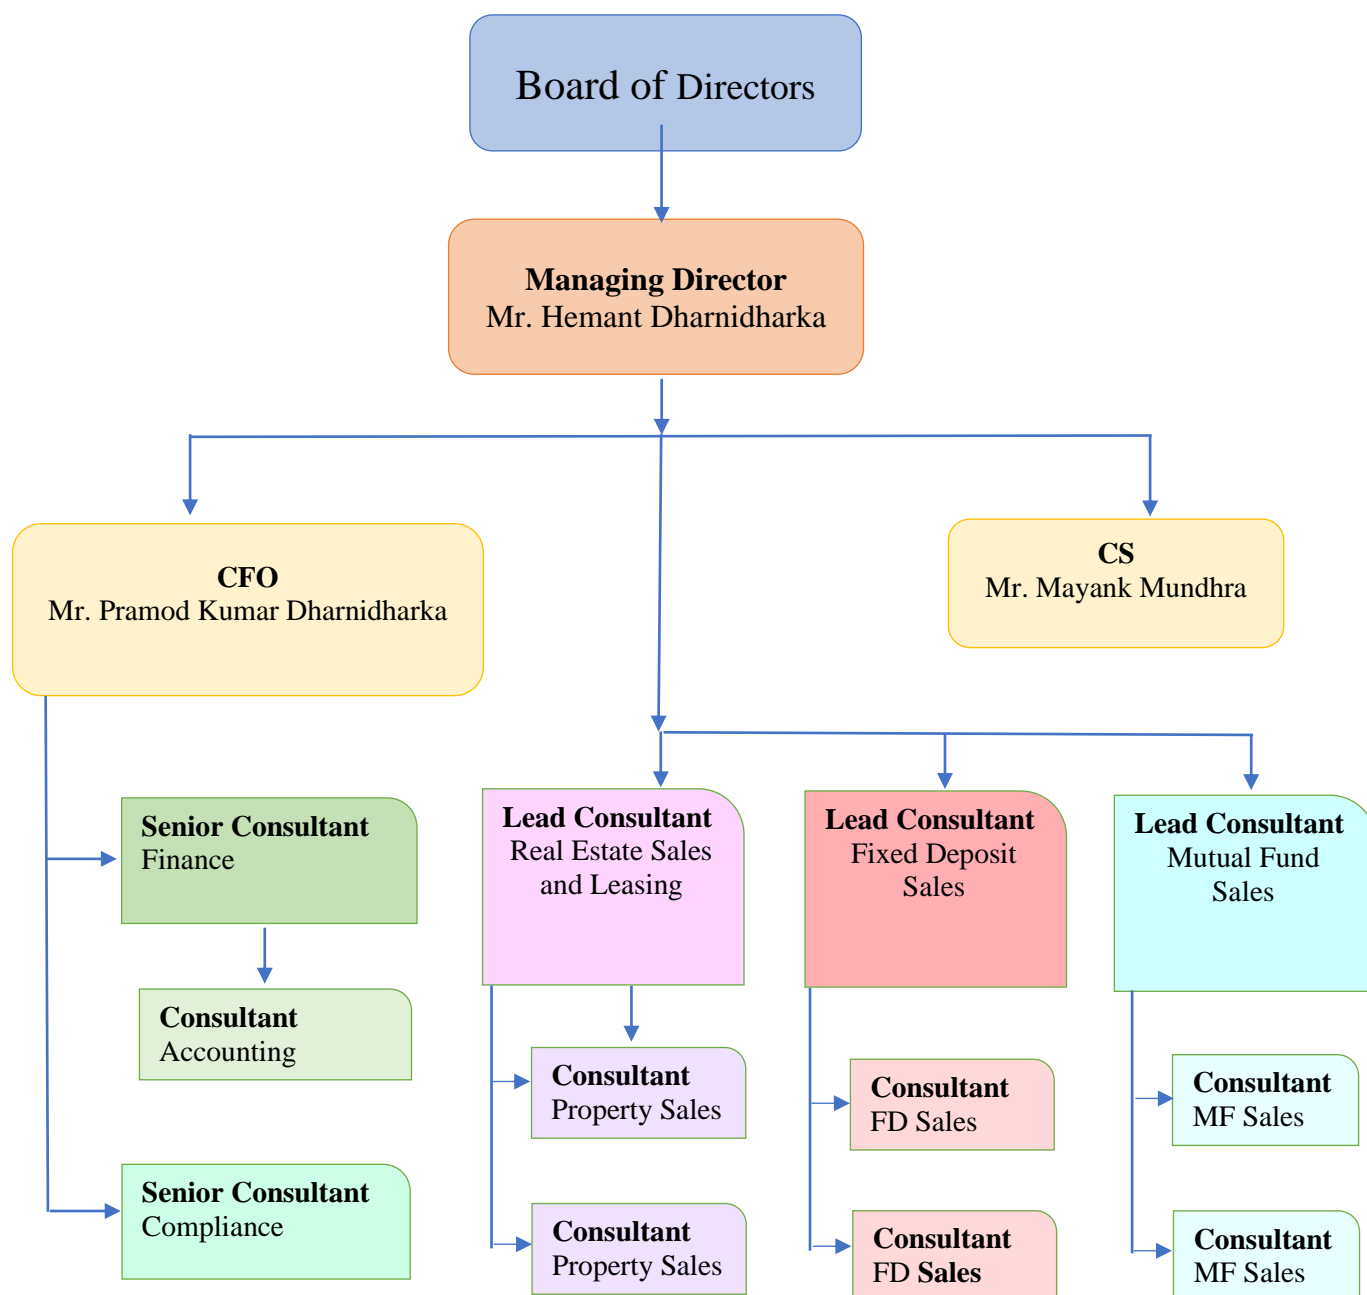 Board of Directors
Managing Director
Mr. Hemant Dharnidharka
CFO
Mr. Pramod Kumar Dharnidharka
CS
Mr. Mayank Mundhra
Senior Consultant
Finance
Consultant
Accounting
Senior Consultant
Compliance
Lead Consultant
Real Estate Sales
and Leasing
Consultant
Property Sales
Consultant
Property Sales
Lead Consultant
Fixed Deposit
Sales
Consultant
FD Sales
Consultant
FD Sales
Lead Consultant
Mutual Fund
Sales
Consultant
MF Sales
Consultant
MF Sales